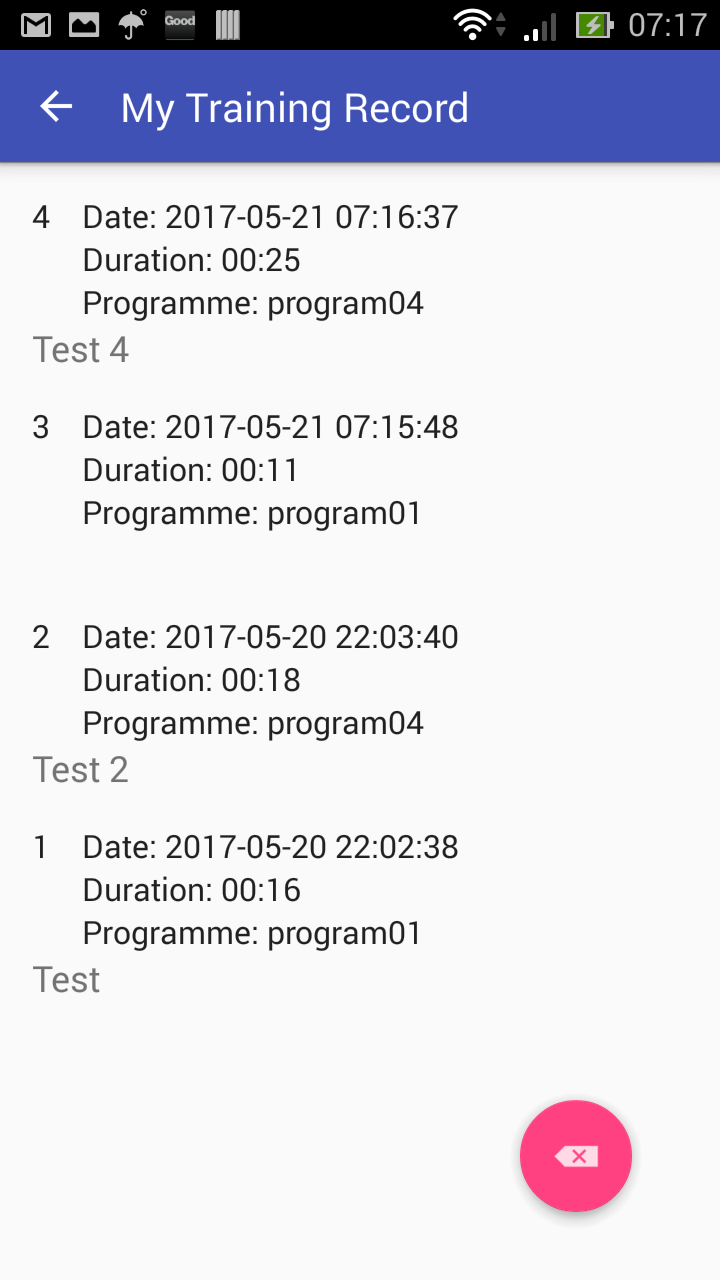 Good 07:17
My Training Record
4 Date: 2017-05-21 07:16:37
Duration: 00:25
Programme: program04
Test 4
3 Date: 2017-05-21 07:15:48
Duration: 00:11
Programme: program01
2 Date: 2017-05-20 22:03:40
Duration: 00:18
Programme: program04
Test 2
1 Date: 2017-05-20 22:02:38
Duration: 00:16
Programme: program01
Test